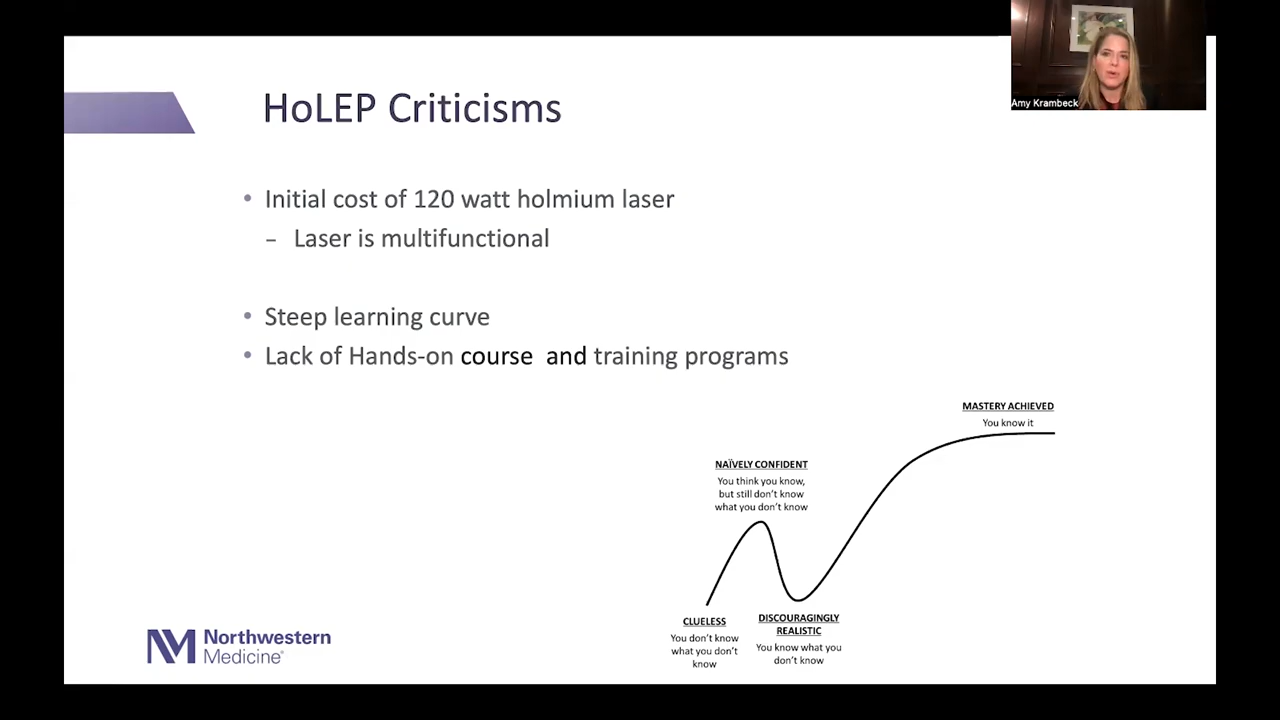 Amy Krambeck
HoLEP Criticisms
• Initial cost of 120 watt holmium laser
– Laser is multifunctional
• Steep learning curve
• Lack of Hands-on course and training programs
MASTERY ACHIEVED
You know it
NAÏVELY CONFIDENT
You think you know,
but still don't know
what you don't know
CLUELESS
You don't know
what you don't
know
DISCOURAGINGLY
REALISTIC
You know what you
don't know
NM Northwestern
Medicine®